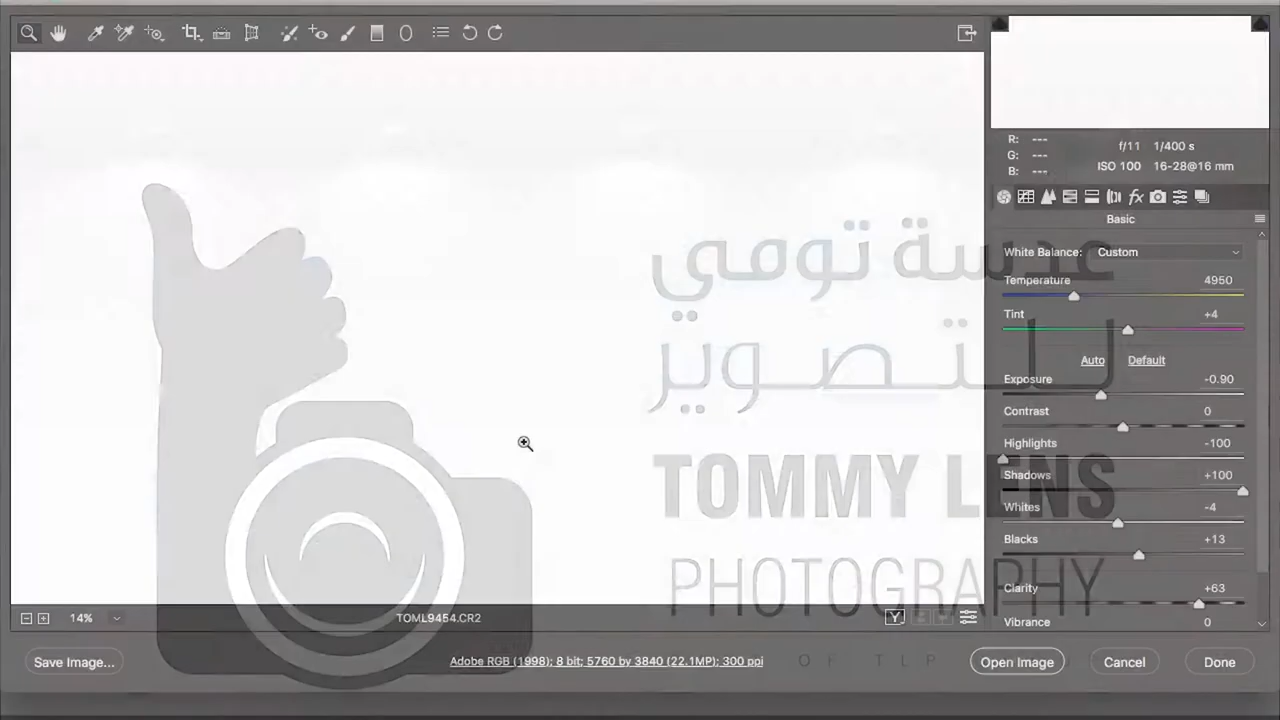 R: ---
G: ---
B: ---
f/11 1/400 s
ISO 100 16-28@16 mm
fx
Basic
White Balance: Custom
Temperature 4950
Tint +4
Auto Default
Exposure -0.90
Contrast 0
Highlights -100
Shadows +100
Whites -4
Blacks +13
Clarity +63
Vibrance 0
عدسة تومي
للتصوير
TOMMY LENS
PHOTOGRAPHY
OF TLP
14%
TOML9454.CR2
Y
Save Image...
Adobe RGB (1998); 8 bit; 5760 by 3840 (22.1MP); 300 ppi
Open Image
Cancel
Done